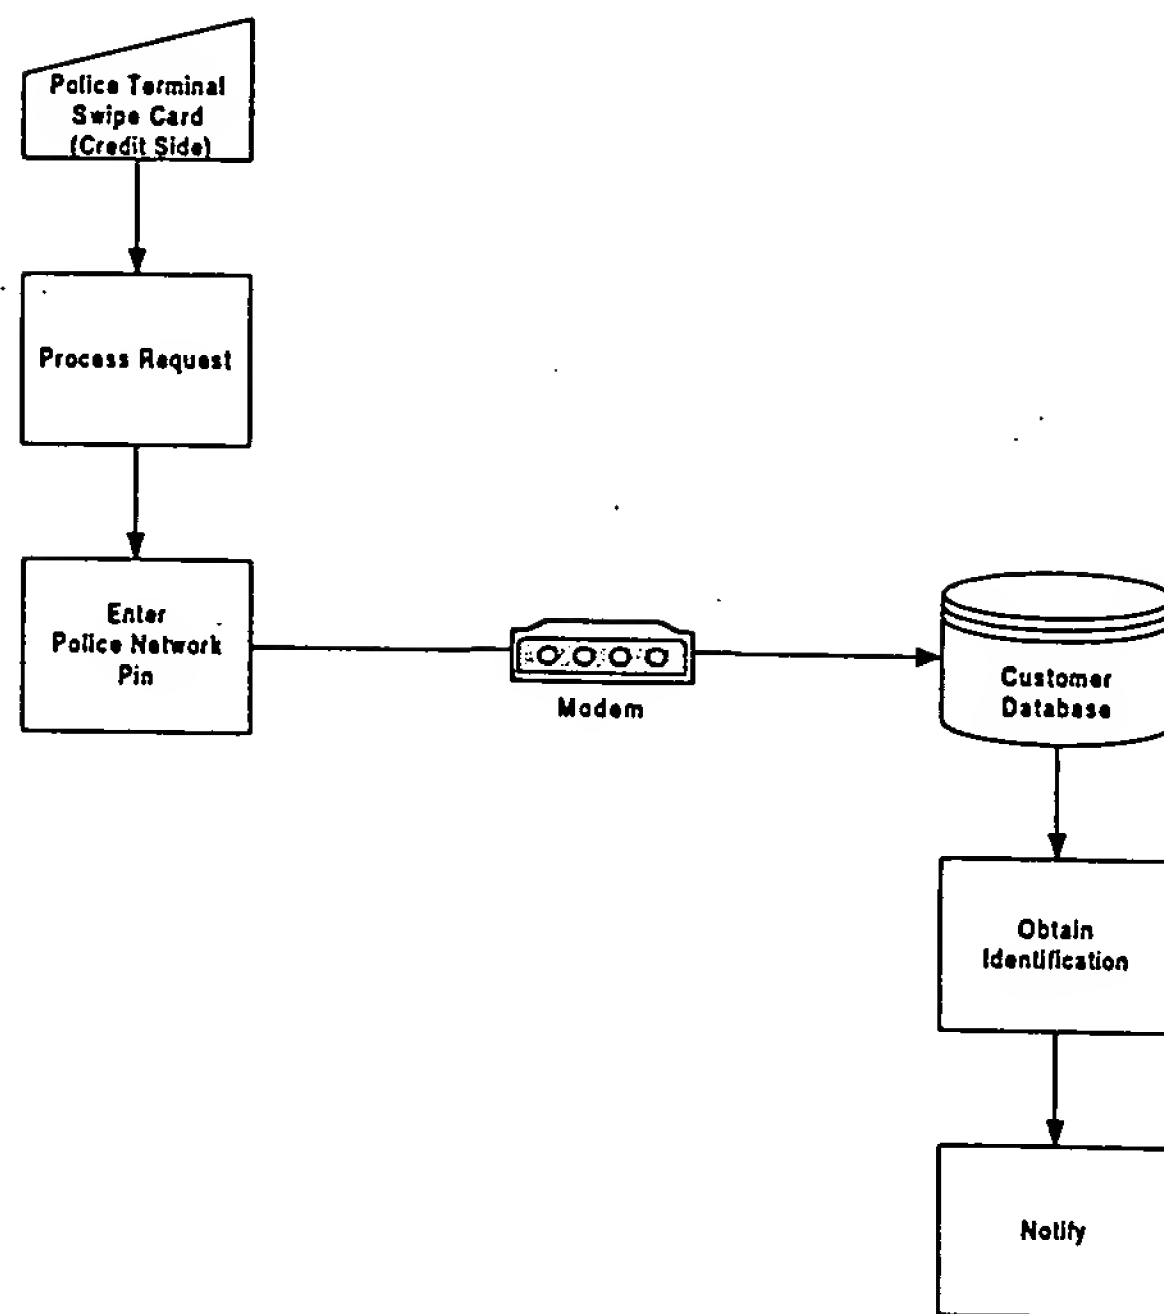 Police Terminal
Swipe Card
(Credit Side)
Process Request
Enter
Police Network
Pin
Modem
Customer
Database
Obtain
Identification
Notify